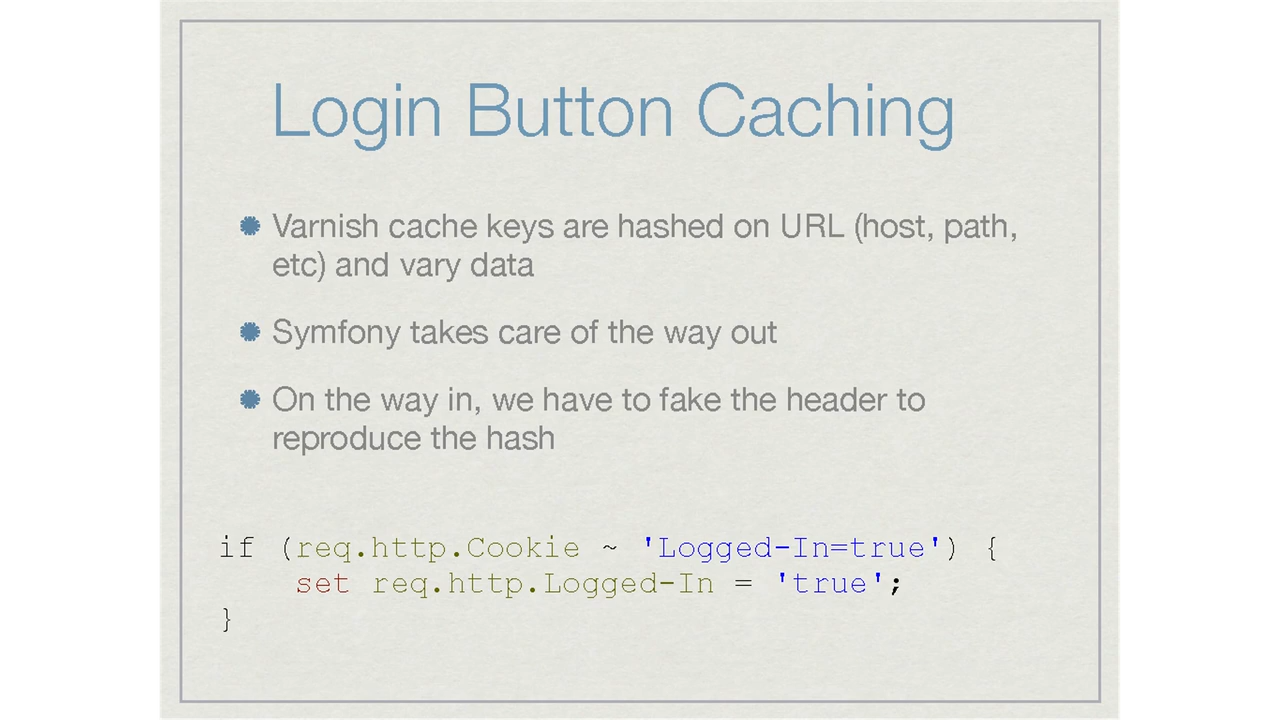 Login Button Caching
Varnish cache keys are hashed on URL (host, path,
etc) and vary data
Symfony takes care of the way out
On the way in, we have to fake the header to
reproduce the hash
if (req.http.Cookie ~ 'Logged-In=true') {
    set req.http.Logged-In = 'true';
}